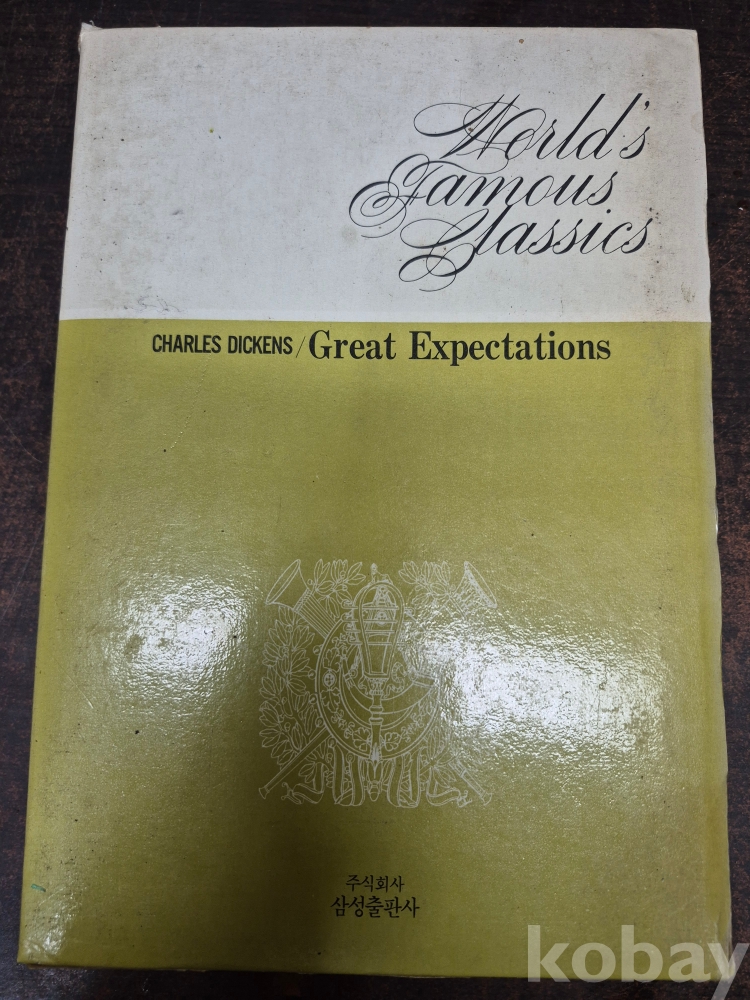 World's
Famous
Classics
CHARLES DICKENS/Great Expectations
주식회사
삼성출판사
kobay